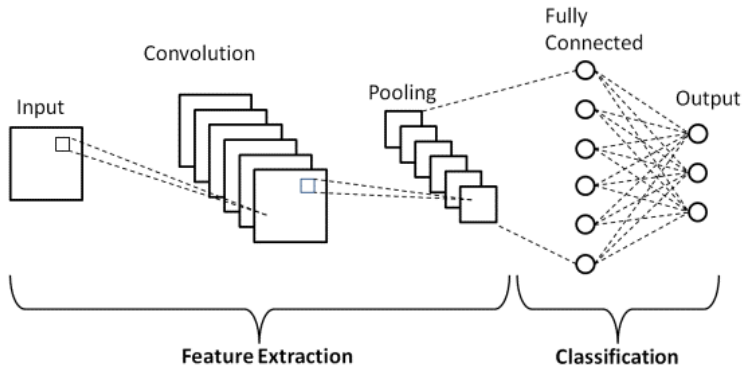 Fully
Connected
Convolution
Pooling
Input
Output
Feature Extraction
Classification